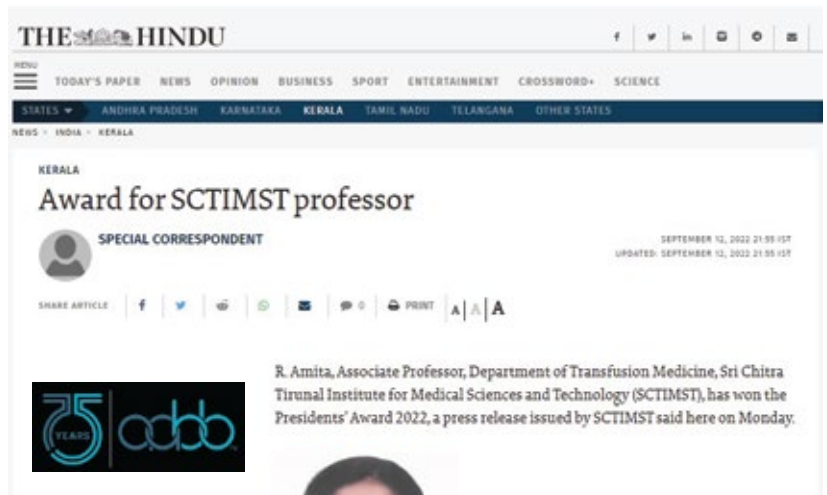 THE HINDU
MENU
TODAY'S PAPER NEWS OPINION BUSINESS SPORT ENTERTAINMENT CROSSWORD+ SCIENCE
STATES ANDHRA PRADESH KARNATAKA KERALA TAMIL NADU TELANGANA OTHER STATES
NEWS › INDIA › KERALA
KERALA
Award for SCTIMST professor
SPECIAL CORRESPONDENT
SEPTEMBER 12, 2022 21:55 IST
UPDATED: SEPTEMBER 12, 2022 21:55 IST
SHARE ARTICLE 0 PRINT A A A
R. Amita, Associate Professor, Department of Transfusion Medicine, Sri Chitra
Tirunal Institute for Medical Sciences and Technology (SCTIMST), has won the
Presidents' Award 2022, a press release issued by SCTIMST said here on Monday.
75 YEARS aabb